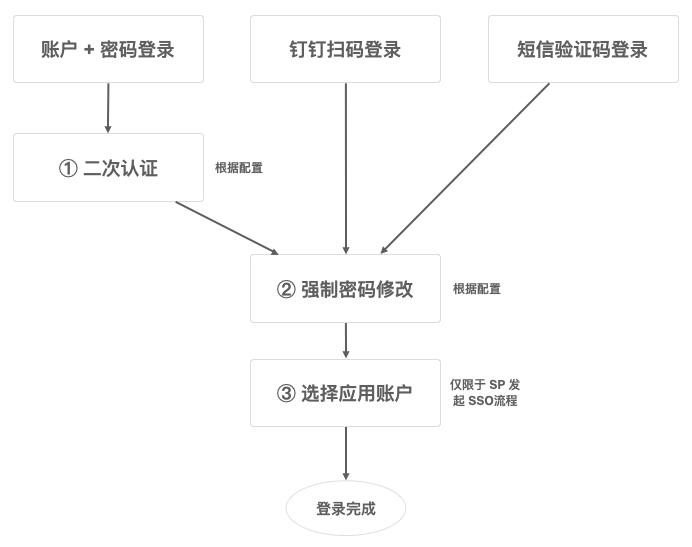 账户 + 密码登录
钉钉扫码登录
短信验证码登录
① 二次认证
根据配置
② 强制密码修改
根据配置
③ 选择应用账户
仅限于 SP 发
起 SSO流程
登录完成